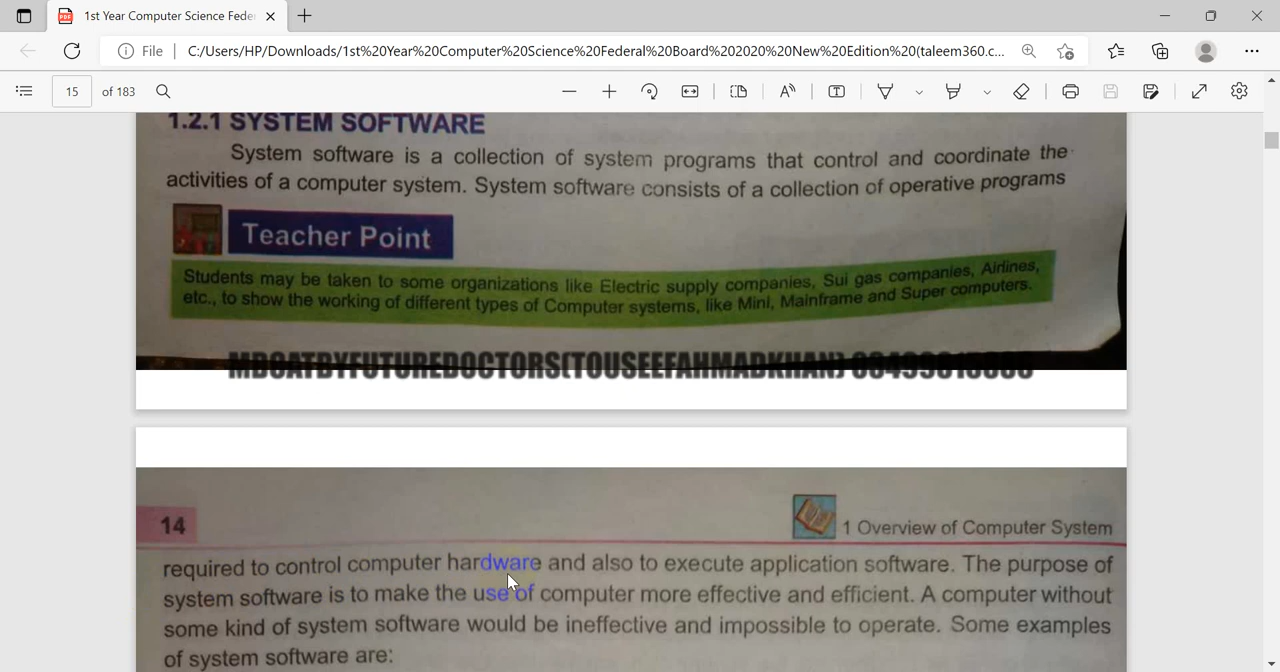 1st Year Computer Science Fede
File
C:/Users/HP/Downloads/1st%20Year%20Computer%20Science%20Federal%20Board%202020%20New%20Edition%20(taleem360.c...
15 of 183
1.2.1 SYSTEM SOFTWARE
System software is a collection of system programs that control and coordinate the
activities of a computer system. System software consists of a collection of operative programs
Teacher Point
Students may be taken to some organizations like Electric supply companies, Sui gas companies, Airlines,
etc., to show the working of different types of Computer systems, like Mini, Mainframe and Super computers.
MDCATBYFUTUREDOCTORS(TOUSEEFAHMADKHAN)
14
1 Overview of Computer System
required to control computer hardware and also to execute application software. The purpose of
system software is to make the use of computer more effective and efficient. A computer without
some kind of system software would be ineffective and impossible to operate. Some examples
of system software are: